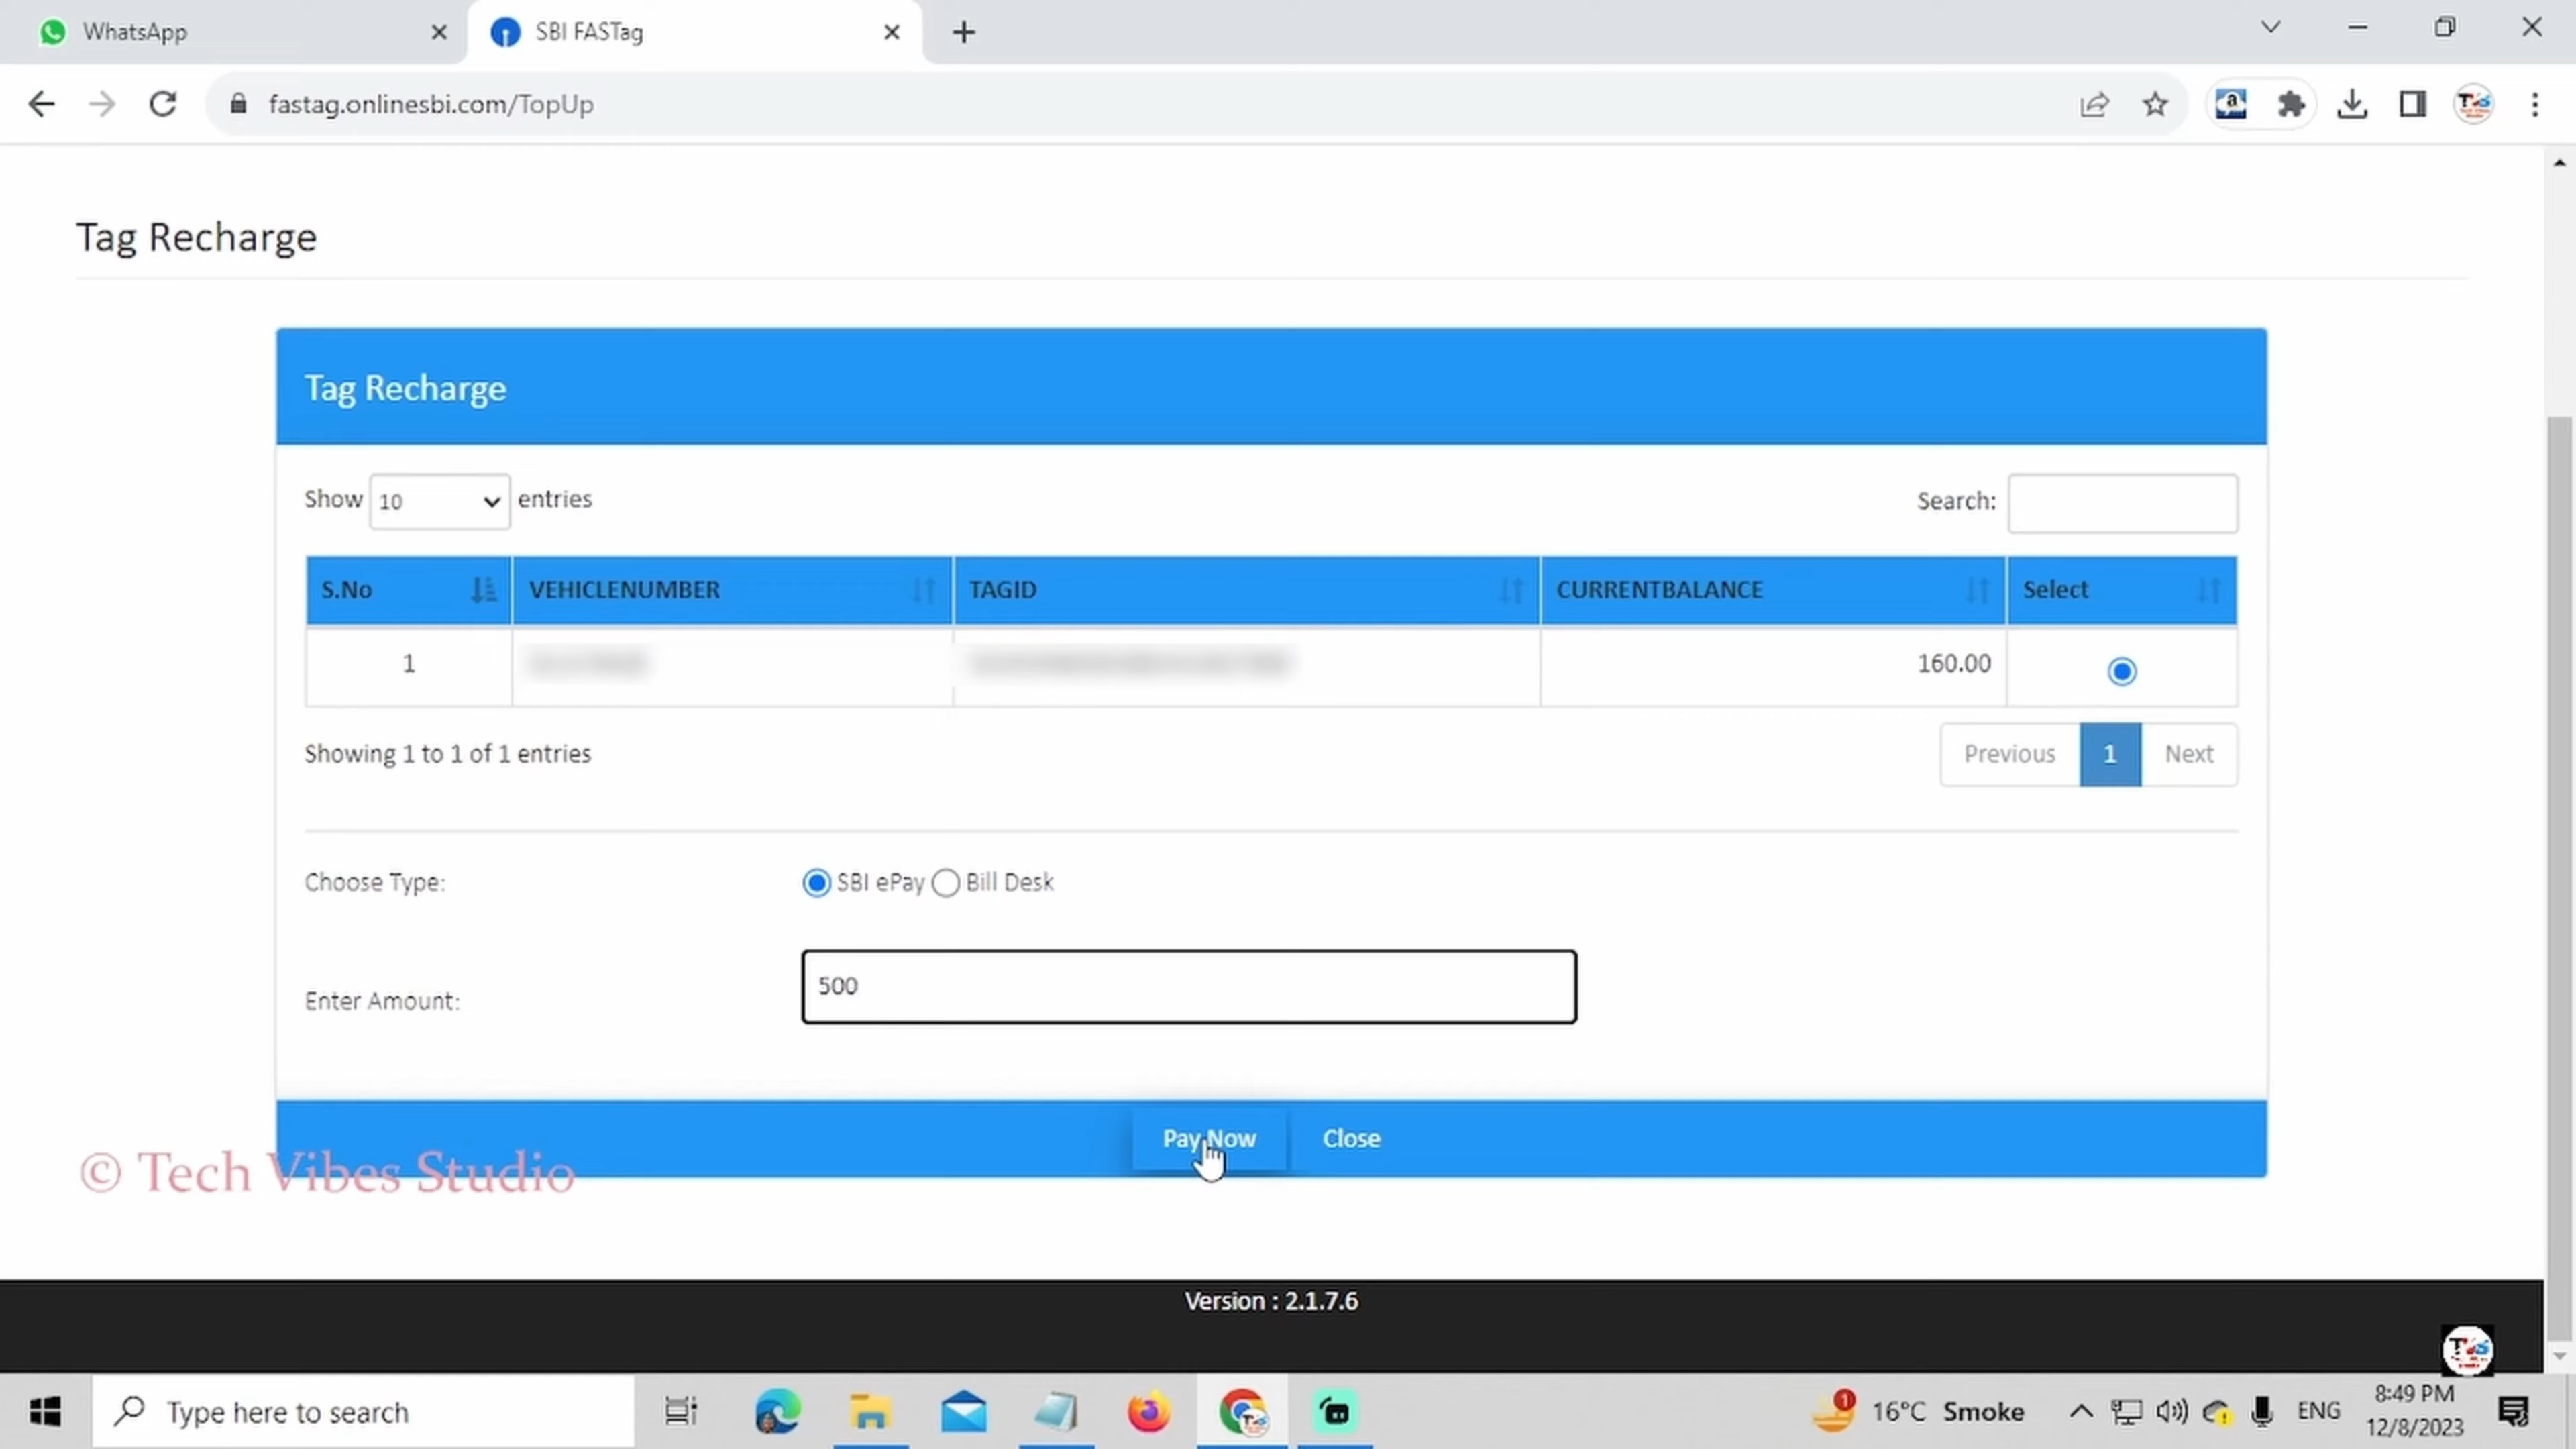 WhatsApp
SBI FASTag
fastag.onlinesbi.com/TopUp
Tag Recharge
Tag Recharge
Show 10 entries
Search:
S.No VEHICLENUMBER TAGID CURRENTBALANCE Select
1 160.00
Showing 1 to 1 of 1 entries
Previous 1 Next
Choose Type: SBI ePay Bill Desk
Enter Amount: 500
Pay Now Close
© Tech Vibes Studio
Version : 2.1.7.6
Type here to search
1
16°C Smoke
ENG
8:49 PM
12/8/2023